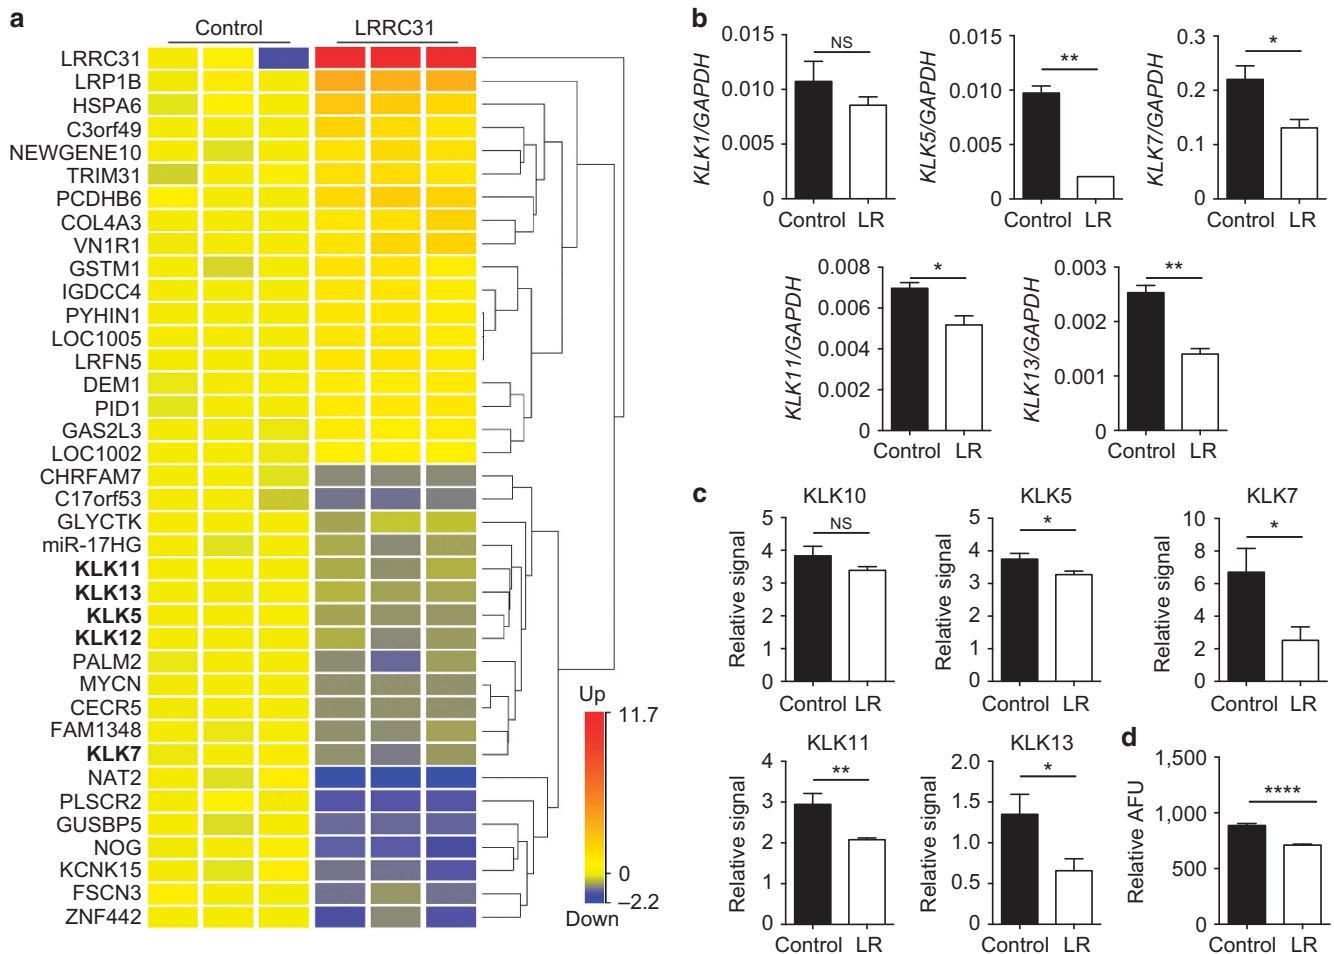 a
Control
LRRC31
LRRC31
LRP1B
HSPA6
C3orf49
NEWGENE10
TRIM31
PCDHB6
COL4A3
VN1R1
GSTM1
IGDCC4
PYHIN1
LOC1005
LRFN5
DEM1
PID1
GAS2L3
LOC1002
CHRFAM7
C17orf53
GLYCTK
miR-17HG
KLK11
KLK13
KLK5
KLK12
PALM2
MYCN
CECR5
FAM1348
KLK7
NAT2
PLSCR2
GUSBP5
NOG
KCNK15
FSCN3
ZNF442
Up
11.7
0
–2.2
Down
b
KLK1/GAPDH
0.015
0.010
0.005
0
NS
Control LR
KLK5/GAPDH
0.015
0.010
0.005
0
**
Control LR
KLK7/GAPDH
0.3
0.2
0.1
0
*
Control LR
KLK11/GAPDH
0.008
0.006
0.004
0.002
0
*
Control LR
KLK13/GAPDH
0.003
0.002
0.001
0
**
Control LR
c
KLK10
Relative signal
5
4
3
2
1
0
NS
Control LR
KLK5
Relative signal
5
4
3
2
1
0
*
Control LR
KLK7
Relative signal
10
8
6
4
2
0
*
Control LR
KLK11
Relative signal
4
3
2
1
0
**
Control LR
KLK13
Relative signal
2.0
1.5
1.0
0.5
0
*
Control LR
d
Relative AFU
1,500
1,000
500
0
****
Control LR